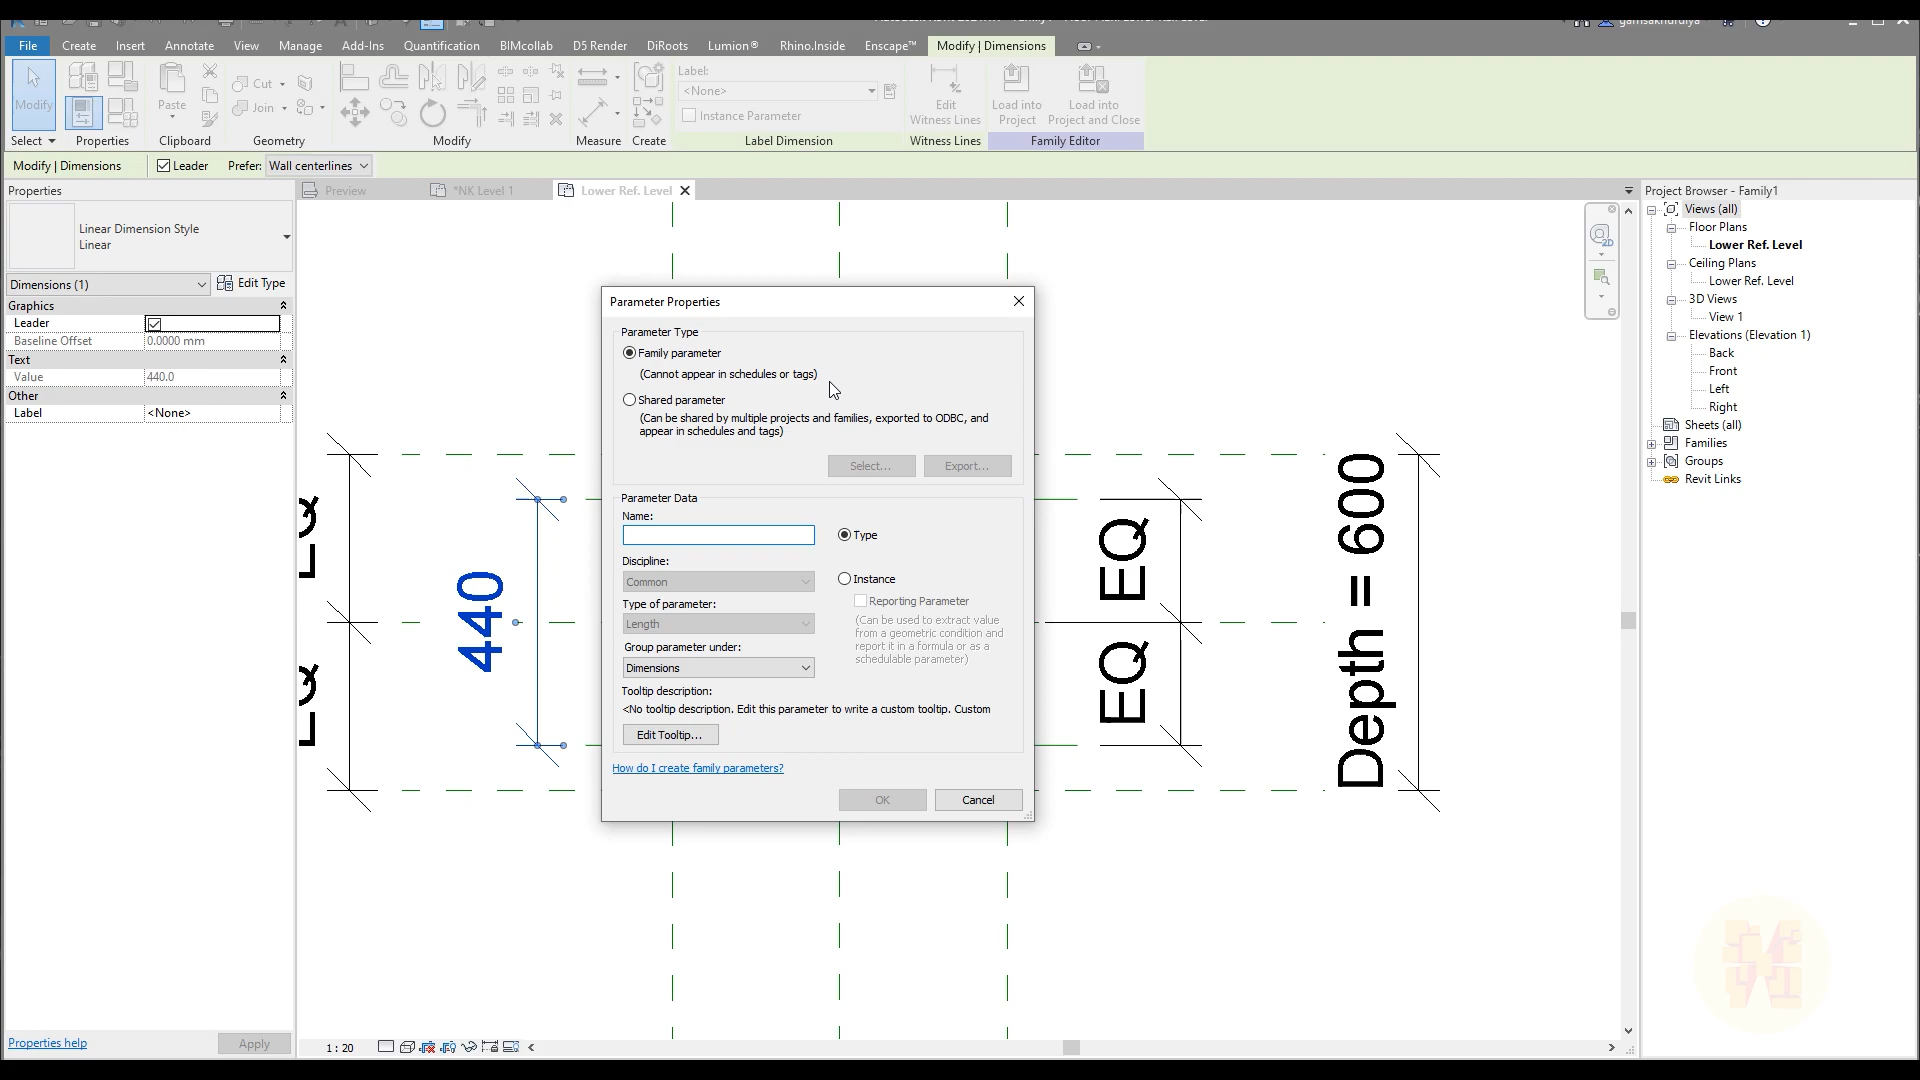 gamsakhurdiya
File Create Insert Annotate View Manage Add-Ins Quantification BIMcollab D5 Render DiRoots Lumion® Rhino.Inside Enscape™ Modify | Dimensions
Modify
Paste
Cut
Join
Label:
<None>
Instance Parameter
Edit
Witness Lines
Load into
Project
Load into
Project and Close
Select Properties Clipboard Geometry Modify Measure Create Label Dimension Witness Lines Family Editor
Modify | Dimensions Leader Prefer: Wall centerlines
Properties
Linear Dimension Style
Linear
Dimensions (1) Edit Type
Graphics
Leader
Baseline Offset 0.0000 mm
Text
Value 440.0
Other
Label <None>
Properties help Apply
Preview *NK Level 1 Lower Ref. Level
EQ
EQ
440
EQ
EQ
Depth = 600
Parameter Properties
Parameter Type
Family parameter
(Cannot appear in schedules or tags)
Shared parameter
(Can be shared by multiple projects and families, exported to ODBC, and
appear in schedules and tags)
Select... Export...
Parameter Data
Name:
Type
Discipline:
Common
Instance
Reporting Parameter
(Can be used to extract value
from a geometric condition and
report it in a formula or as a
schedulable parameter)
Type of parameter:
Length
Group parameter under:
Dimensions
Tooltip description:
<No tooltip description. Edit this parameter to write a custom tooltip. Custom
Edit Tooltip...
How do I create family parameters?
OK Cancel
2D
1 : 20
Project Browser - Family1
Views (all)
Floor Plans
Lower Ref. Level
Ceiling Plans
Lower Ref. Level
3D Views
View 1
Elevations (Elevation 1)
Back
Front
Left
Right
Sheets (all)
Families
Groups
Revit Links